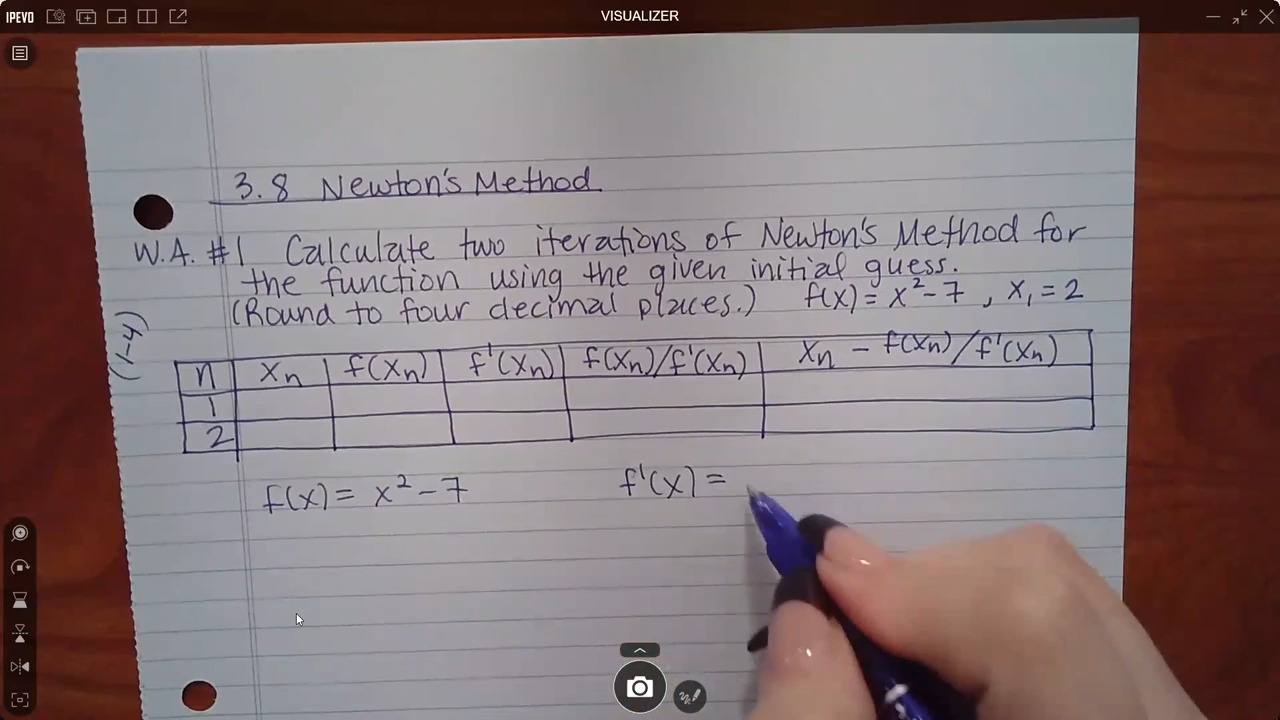 IPEVO
VISUALIZER
3.8 Newton's Method
W.A. #1 Calculate two iterations of Newton's Method for
the function using the given initial guess.
(Round to four decimal places.) f(x) = x² - 7 , x₁ = 2
(1-4)
n xₙ f(xₙ) f'(xₙ) f(xₙ)/f'(xₙ) xₙ - f(xₙ)/f'(xₙ)
1
2
f(x) = x² - 7 f'(x) =